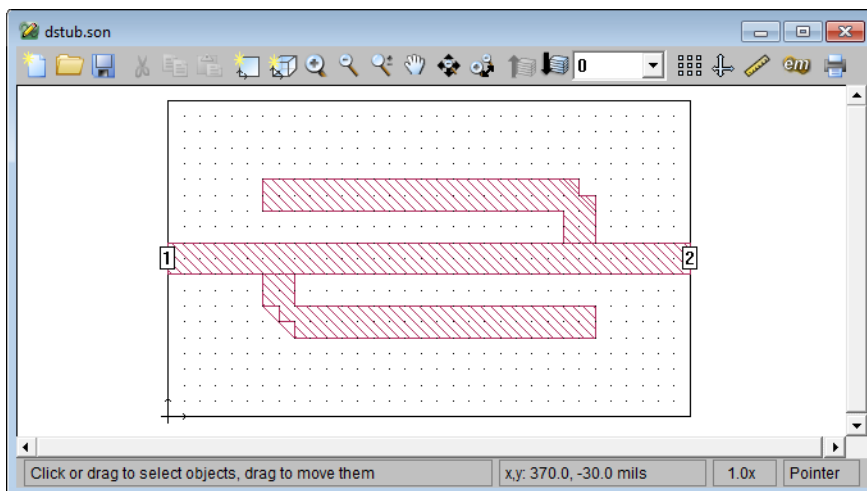 dstub.son
0
em
1
2
Click or drag to select objects, drag to move them
x,y: 370.0, -30.0 mils
1.0x
Pointer